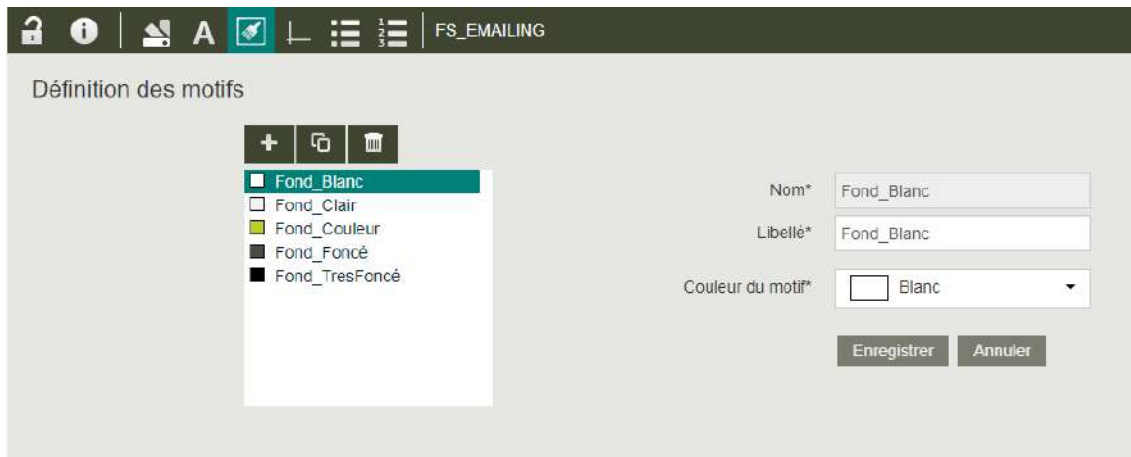 FS_EMAILING
Définition des motifs
Fond_Blanc
Fond_Clair
Fond_Couleur
Fond_Foncé
Fond_TresFoncé
Nom* Fond_Blanc
Libellé* Fond_Blanc
Couleur du motif* Blanc
Enregistrer Annuler